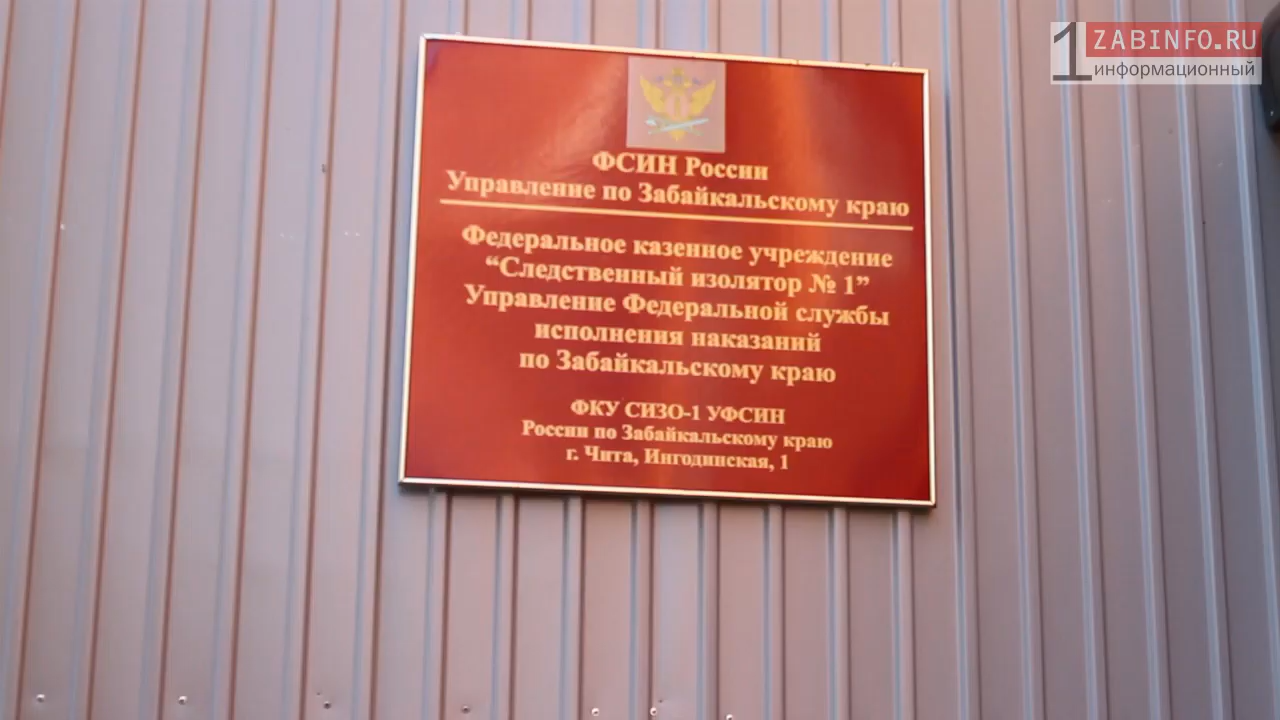 1 ZABINFO.RU
информационный
ФСИН России
Управление по Забайкальскому краю
Федеральное казенное учреждение
“Следственный изолятор № 1”
Управление Федеральной службы
исполнения наказаний
по Забайкальскому краю
ФКУ СИЗО-1 УФСИН
России по Забайкальскому краю
г. Чита, Ингодинская, 1